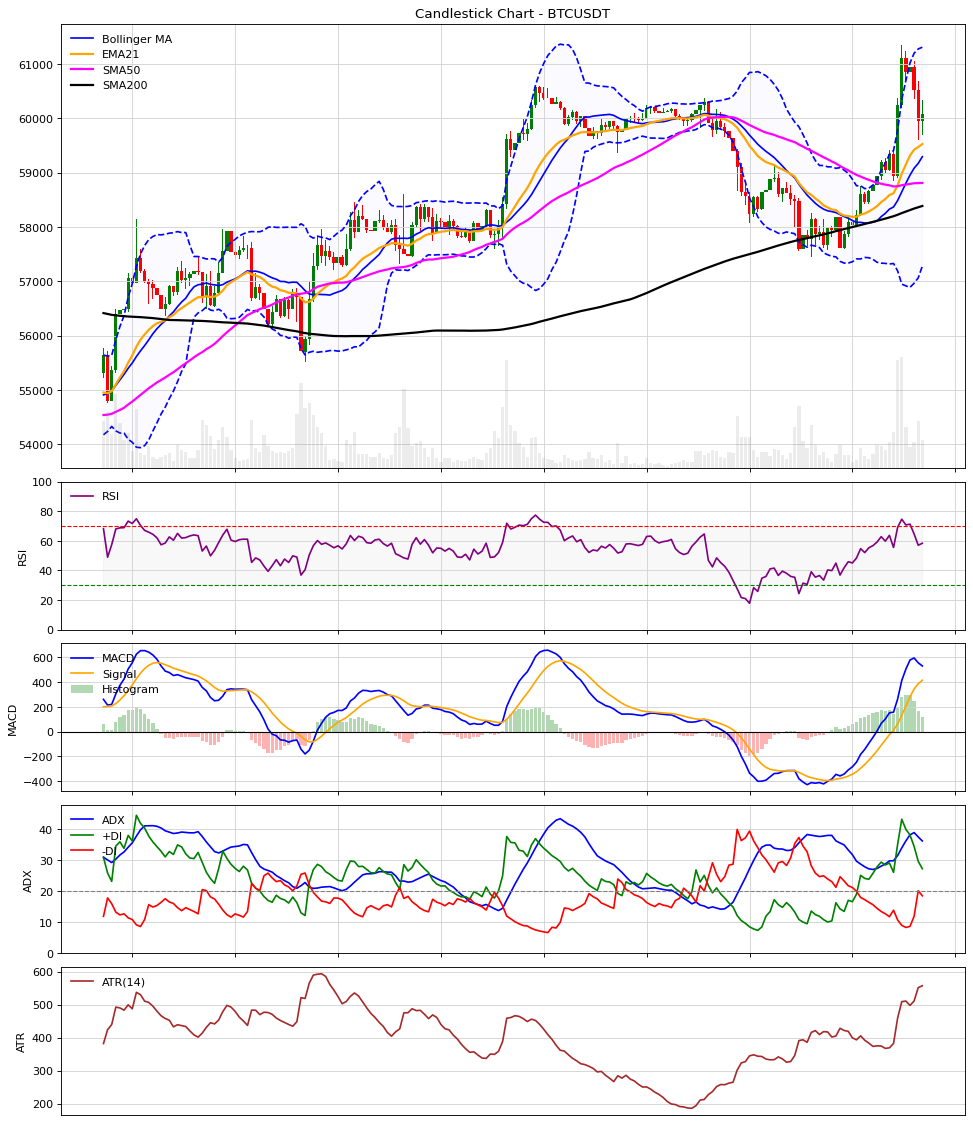 Candlestick Chart - BTCUSDT
Bollinger MA
EMA21
SMA50
SMA200
61000
60000
59000
58000
57000
56000
55000
54000
RSI
100
80
60
40
20
0
RSI
MACD
Signal
Histogram
600
400
200
0
−200
−400
MACD
ADX
+DI
-DI
40
30
20
10
0
ADX
ATR(14)
600
500
400
300
200
ATR